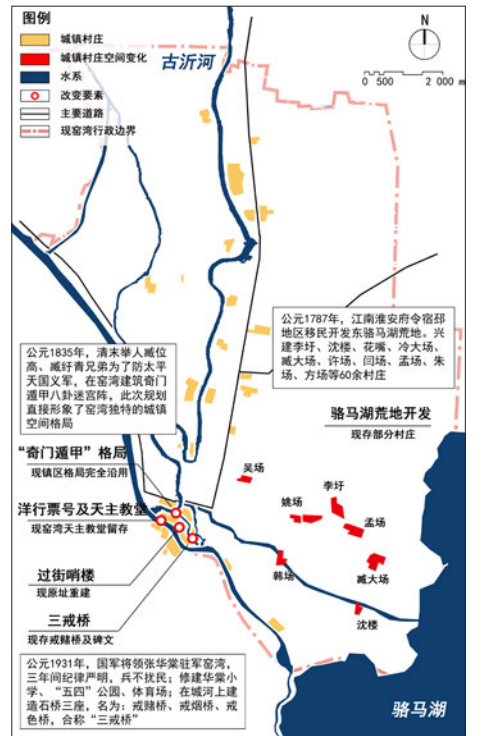 图例
城镇村庄
城镇村庄空间变化
水系
改变要素
主要道路
现窑湾行政边界
古沂河
N
0 500 2 000 m
公元1787年，江南淮安府令宿邳
地区移民开发东骆马湖荒地。兴
建李圩、沈楼、花嘴、冷大场、
臧大场、许场、闫场、孟场、朱
场、方场等60余村庄
公元1835年，清末举人臧位
高、臧纡青兄弟为了防太平
天国义军，在窑湾建筑奇门
遁甲八卦迷宫阵，此次规划
直接形象了窑湾独特的城镇
空间格局
骆马湖荒地开发
现存部分村庄
“奇门遁甲”格局
现镇区格局完全沿用
吴场
李圩
姚场
孟场
洋行票号及天主教堂
现窑湾天主教堂留存
韩场
臧大场
过街哨楼
现原址重建
沈楼
三戒桥
现存戒赌桥及碑文
公元1931年，国军将领张华棠驻军窑湾，
三年间纪律严明，兵不扰民；修建华棠小
学、“五四”公园、体育场；在城河上建
造石桥三座，名为：戒赌桥、戒烟桥、戒
色桥，合称“三戒桥”
骆马湖